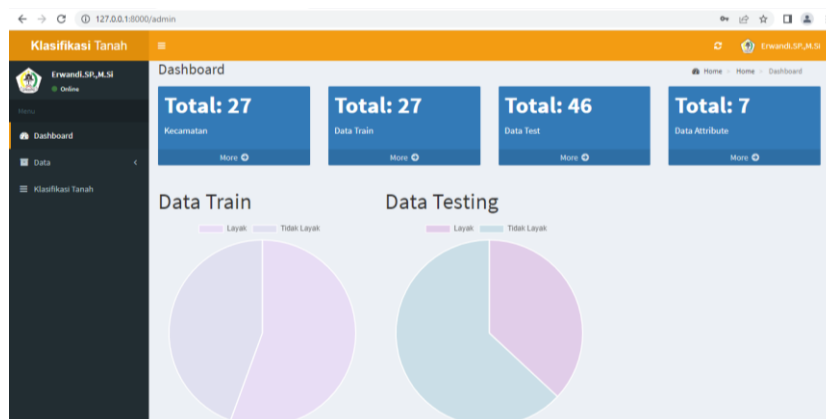 127.0.0.1:8000/admin
Klasifikasi Tanah
Erwandi.SP.,M.Si
Erwandi.SP.,M.Si
Online
Menu
Dashboard
Data
Klasifikasi Tanah
Dashboard
Home > Home > Dashboard
Total: 27
Kecamatan
More
Total: 27
Data Train
More
Total: 46
Data Test
More
Total: 7
Data Attribute
More
Data Train
Layak Tidak Layak
Data Testing
Layak Tidak Layak